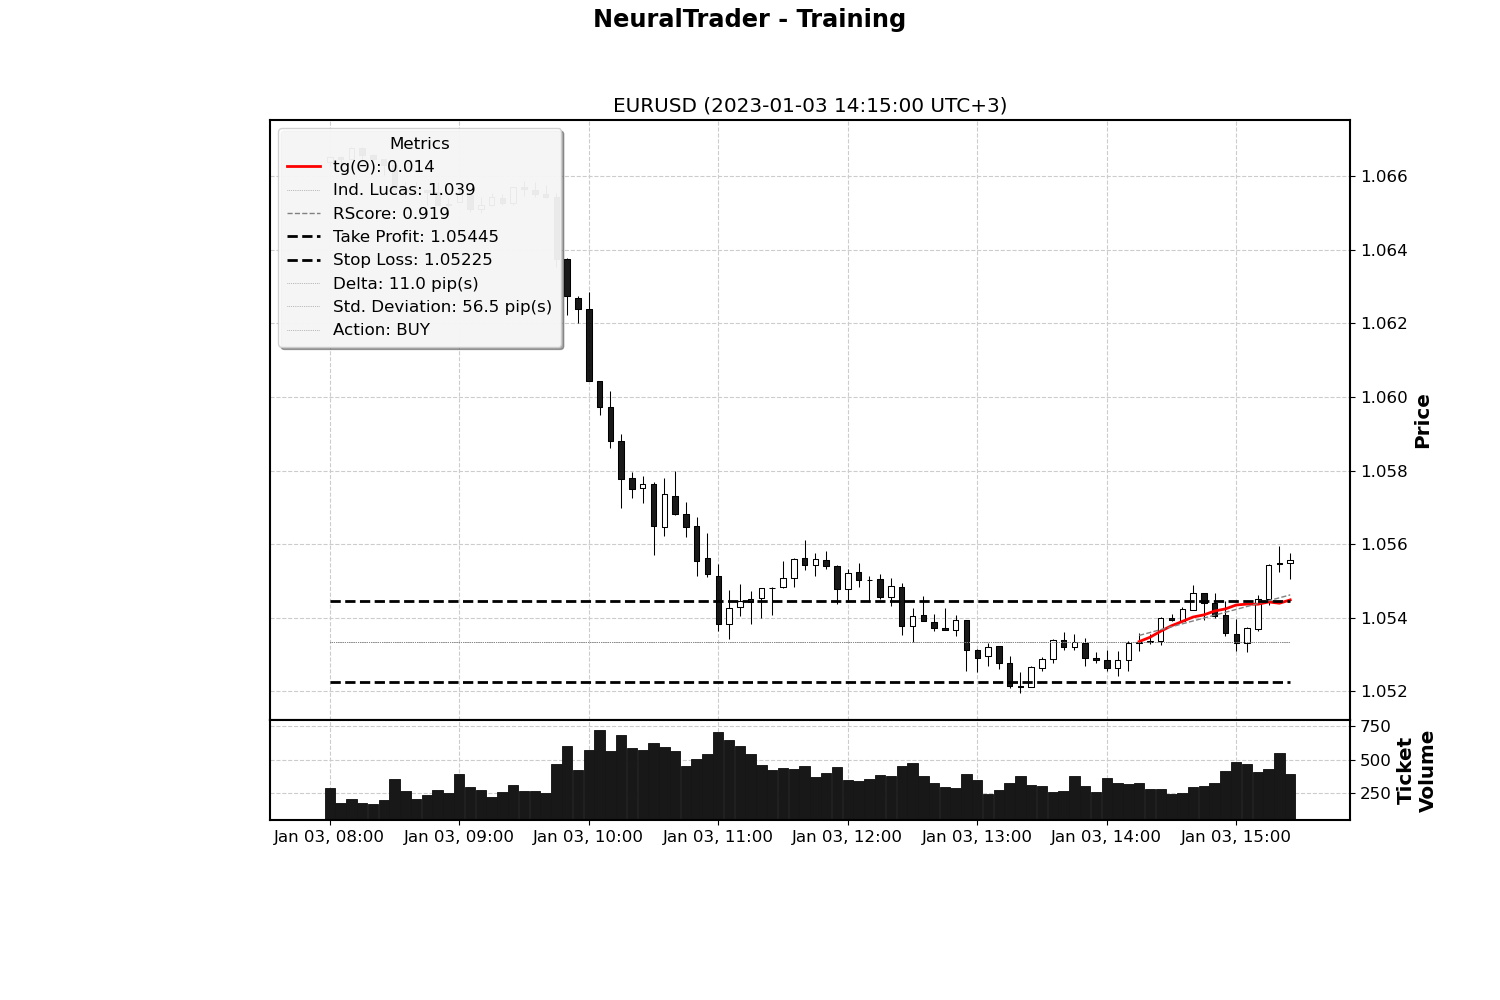 NeuralTrader - Training
EURUSD (2023-01-03 14:15:00 UTC+3)
Metrics
tg(Θ): 0.014
Ind. Lucas: 1.039
RScore: 0.919
Take Profit: 1.05445
Stop Loss: 1.05225
Delta: 11.0 pip(s)
Std. Deviation: 56.5 pip(s)
Action: BUY
1.066
1.064
1.062
1.060
1.058
1.056
1.054
1.052
Price
750
500
250
Ticket
Volume
Jan 03, 08:00 Jan 03, 09:00 Jan 03, 10:00 Jan 03, 11:00 Jan 03, 12:00 Jan 03, 13:00 Jan 03, 14:00 Jan 03, 15:00